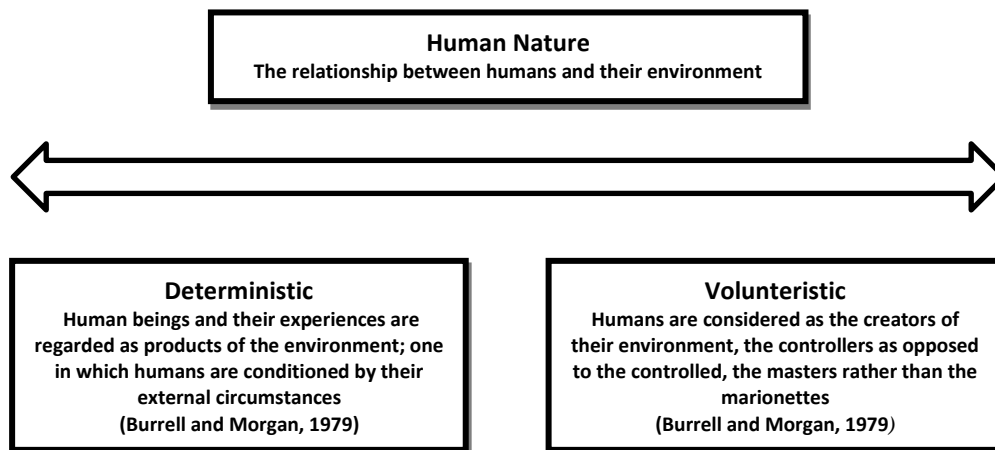 Human Nature
The relationship between humans and their environment
Deterministic
Human beings and their experiences are
regarded as products of the environment; one
in which humans are conditioned by their
external circumstances
(Burrell and Morgan, 1979)
Volunteristic
Humans are considered as the creators of
their environment, the controllers as opposed
to the controlled, the masters rather than the
marionettes
(Burrell and Morgan, 1979)